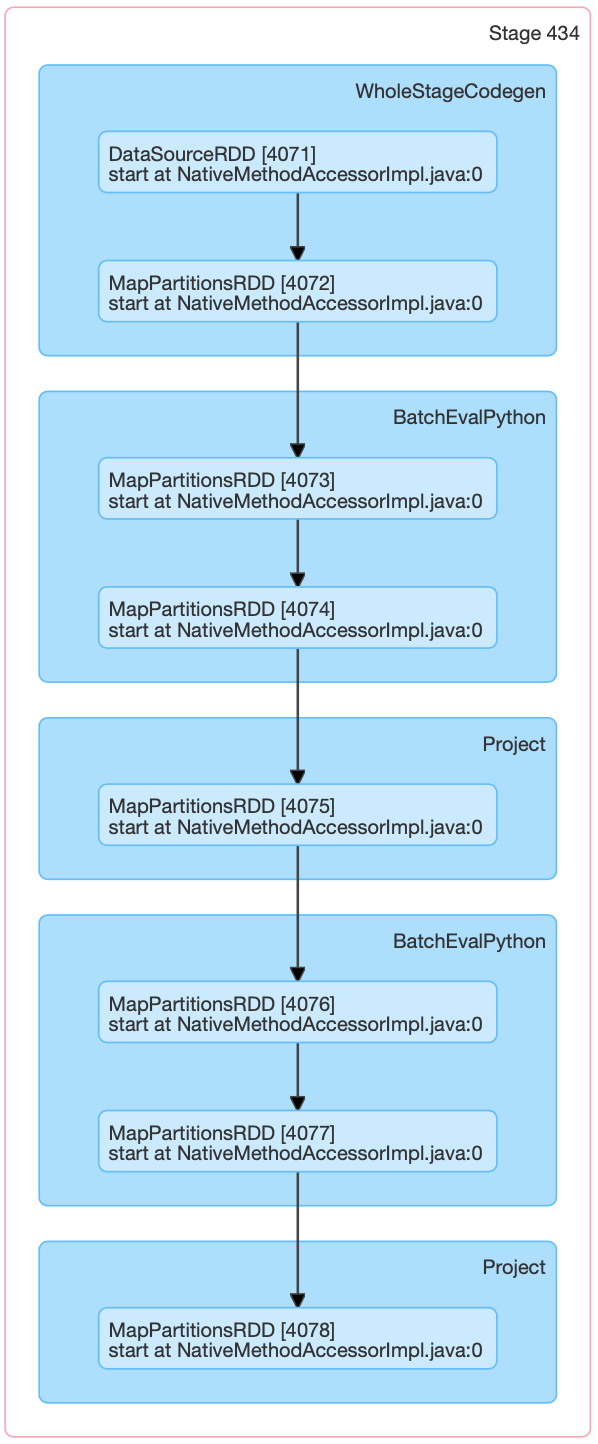 Stage 434
WholeStageCodegen
DataSourceRDD [4071]
start at NativeMethodAccessorImpl.java:0
MapPartitionsRDD [4072]
start at NativeMethodAccessorImpl.java:0
BatchEvalPython
MapPartitionsRDD [4073]
start at NativeMethodAccessorImpl.java:0
MapPartitionsRDD [4074]
start at NativeMethodAccessorImpl.java:0
Project
MapPartitionsRDD [4075]
start at NativeMethodAccessorImpl.java:0
BatchEvalPython
MapPartitionsRDD [4076]
start at NativeMethodAccessorImpl.java:0
MapPartitionsRDD [4077]
start at NativeMethodAccessorImpl.java:0
Project
MapPartitionsRDD [4078]
start at NativeMethodAccessorImpl.java:0